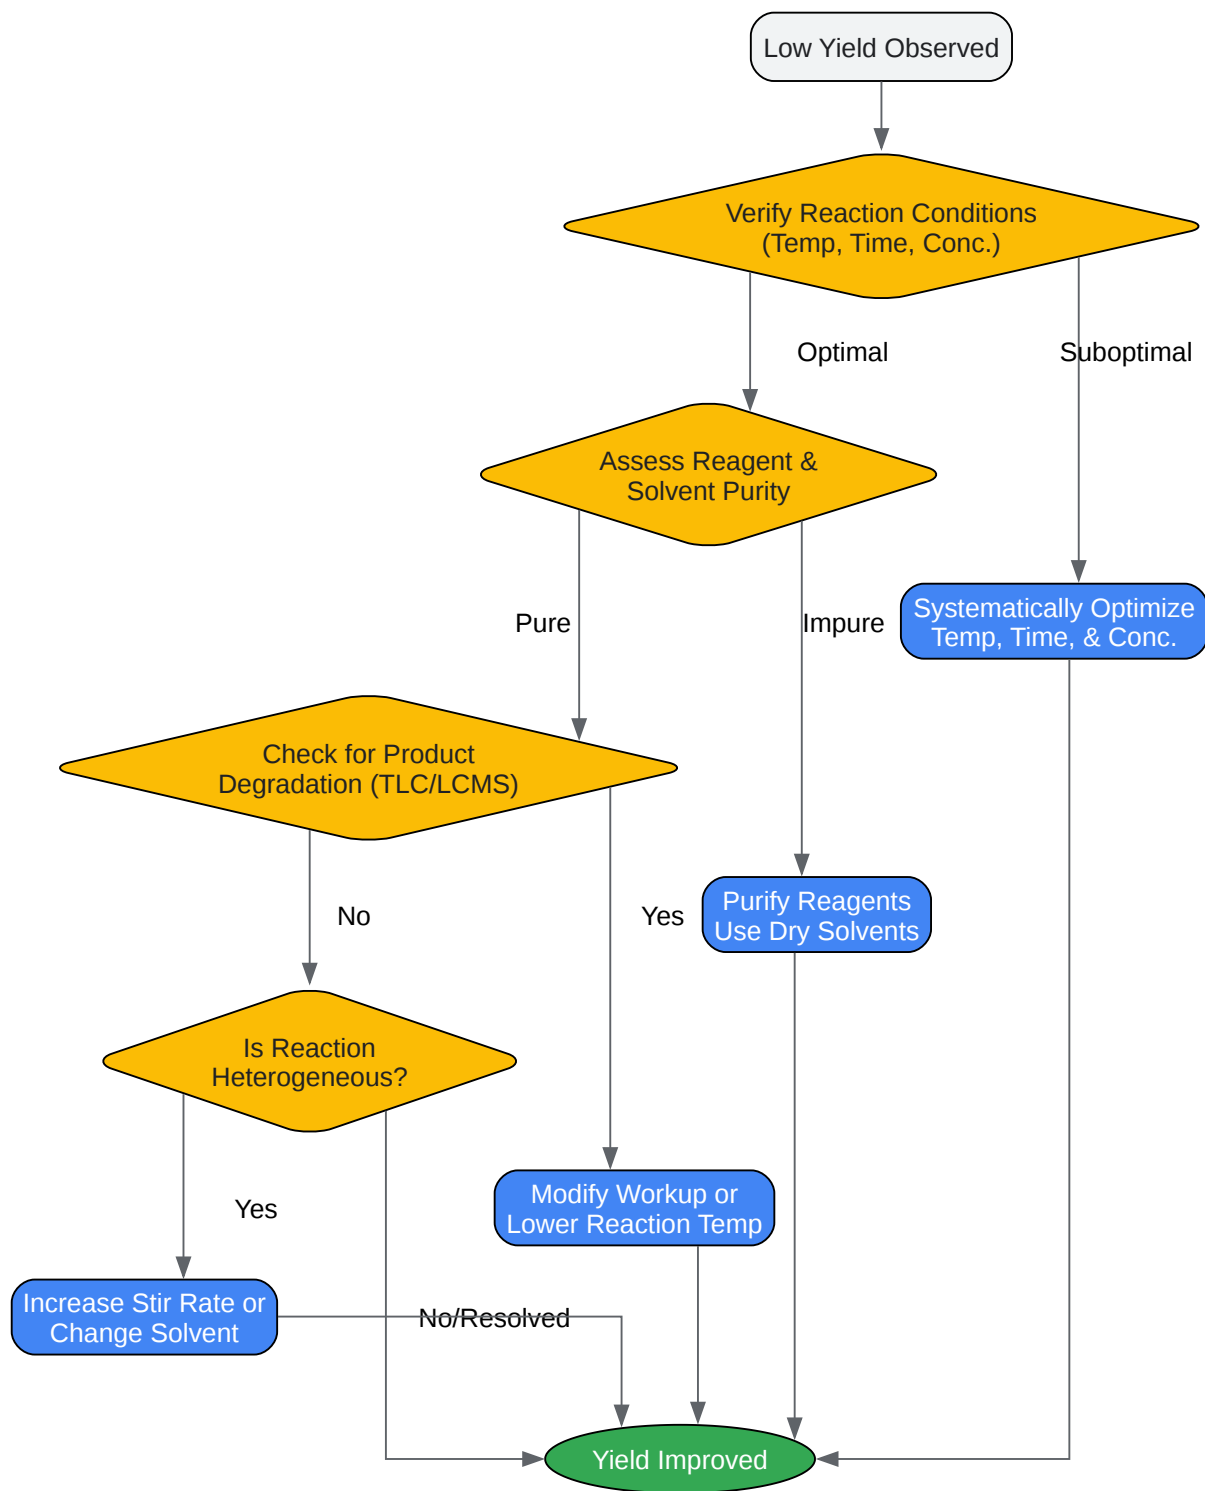 Low Yield Observed
Verify Reaction Conditions
(Temp, Time, Conc.)
Optimal
Suboptimal
Assess Reagent &
Solvent Purity
Pure
Impure
Systematically Optimize
Temp, Time, & Conc.
Check for Product
Degradation (TLC/LCMS)
No
Yes
Purify Reagents
Use Dry Solvents
Is Reaction
Heterogeneous?
Yes
Modify Workup or
Lower Reaction Temp
Increase Stir Rate or
Change Solvent
No/Resolved
Yield Improved